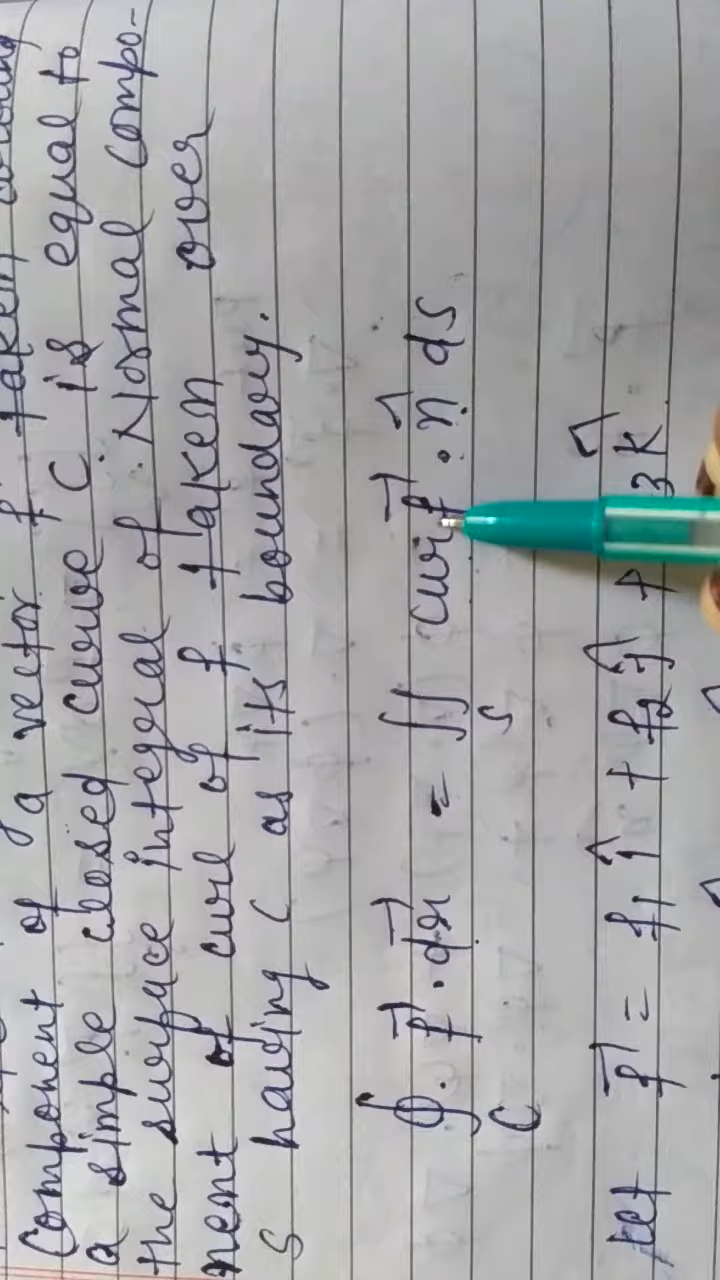 component of a vector f taken
a simple closed curve C is equal to
the surface integral of Normal compo-
nent of curl of f taken over
S having C as its boundary.
∮. f⃗ . dr⃗ = ∬ curl f⃗ . n̂ ds
C S
let f⃗ = f₁ î + f₂ ĵ + 3 k̂